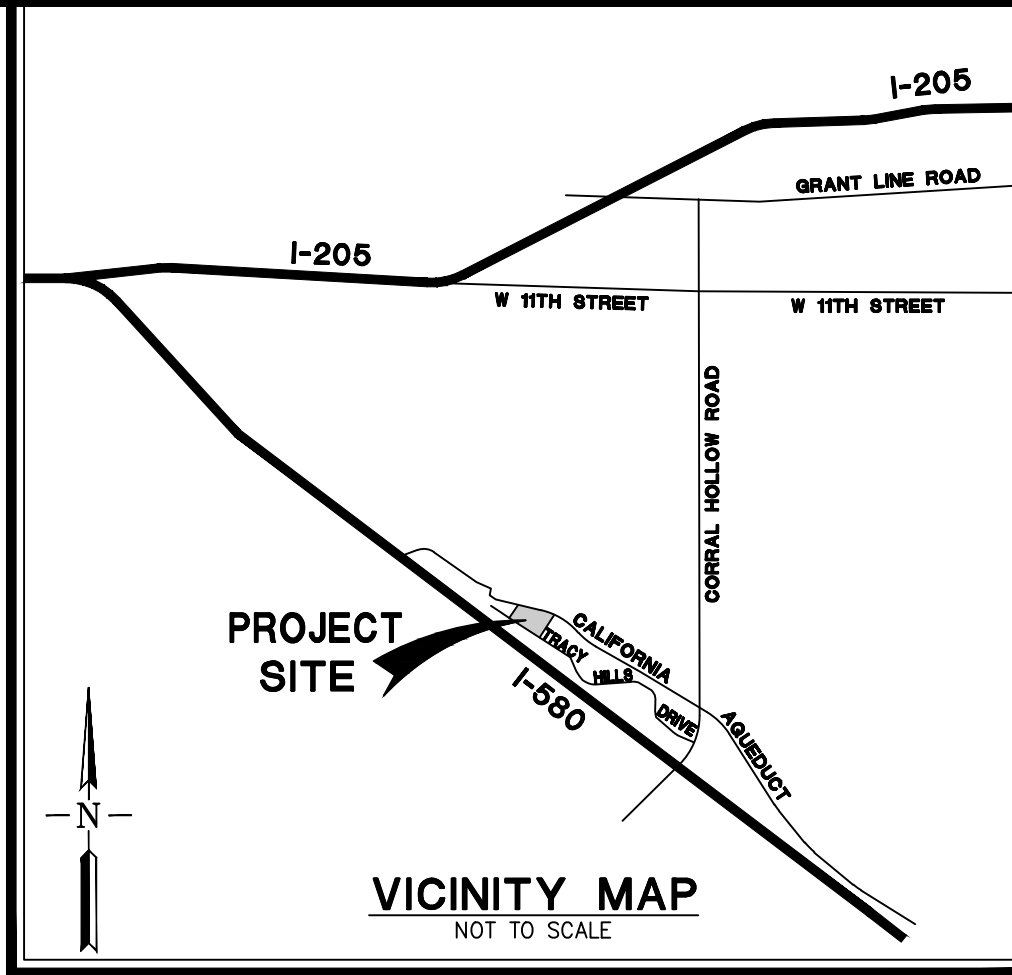 I-205
GRANT LINE ROAD
I-205
W 11TH STREET
W 11TH STREET
CORRAL HOLLOW ROAD
PROJECT
SITE
CALIFORNIA
AQUEDUCT
TRACY
HILLS
DRIVE
I-580
N
VICINITY MAP
NOT TO SCALE